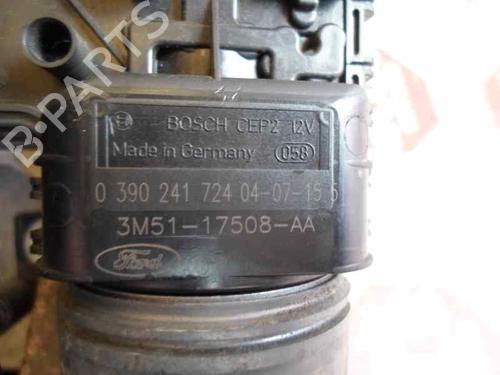 BOSCH CEP2 12V
Made in Germany 058
0 390 241 724 04-07-15 5
3M51-17508-AA
Ford
B-PARTS